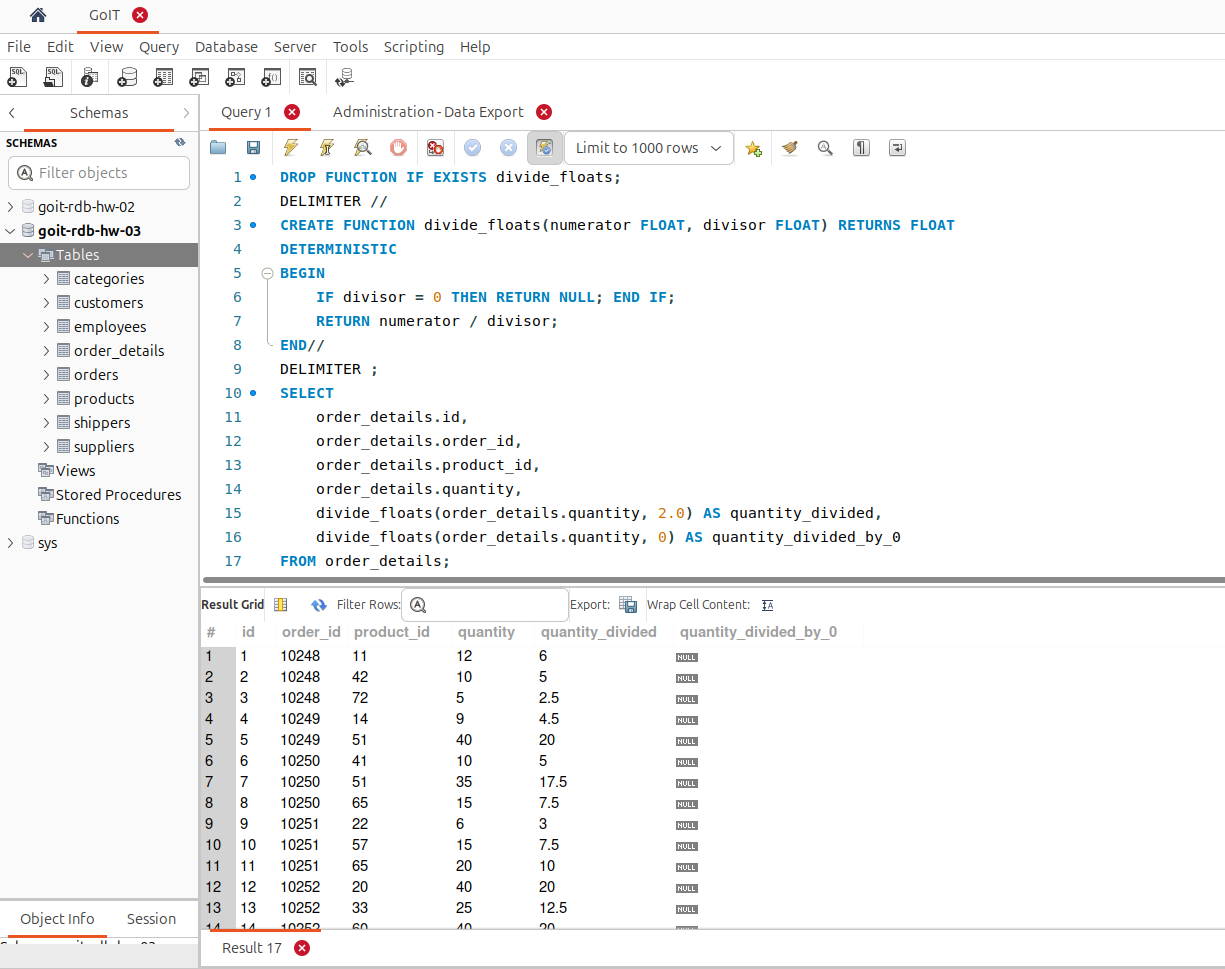 GoIT
File Edit View Query Database Server Tools Scripting Help
Schemas
Query 1
Administration - Data Export
SCHEMAS
Filter objects
goit-rdb-hw-02
goit-rdb-hw-03
Tables
categories
customers
employees
order_details
orders
products
shippers
suppliers
Views
Stored Procedures
Functions
sys
Object Info Session
Limit to 1000 rows
1 DROP FUNCTION IF EXISTS divide_floats;
2 DELIMITER //
3 CREATE FUNCTION divide_floats(numerator FLOAT, divisor FLOAT) RETURNS FLOAT
4 DETERMINISTIC
5 BEGIN
6 IF divisor = 0 THEN RETURN NULL; END IF;
7 RETURN numerator / divisor;
8 END//
9 DELIMITER ;
10 SELECT
11 order_details.id,
12 order_details.order_id,
13 order_details.product_id,
14 order_details.quantity,
15 divide_floats(order_details.quantity, 2.0) AS quantity_divided,
16 divide_floats(order_details.quantity, 0) AS quantity_divided_by_0
17 FROM order_details;
Result Grid Filter Rows: Export: Wrap Cell Content:
# id order_id product_id quantity quantity_divided quantity_divided_by_0
1 1 10248 11 12 6 NULL
2 2 10248 42 10 5 NULL
3 3 10248 72 5 2.5 NULL
4 4 10249 14 9 4.5 NULL
5 5 10249 51 40 20 NULL
6 6 10250 41 10 5 NULL
7 7 10250 51 35 17.5 NULL
8 8 10250 65 15 7.5 NULL
9 9 10251 22 6 3 NULL
10 10 10251 57 15 7.5 NULL
11 11 10251 65 20 10 NULL
12 12 10252 20 40 20 NULL
13 13 10252 33 25 12.5 NULL
14 14 10252 60 40 20
Result 17